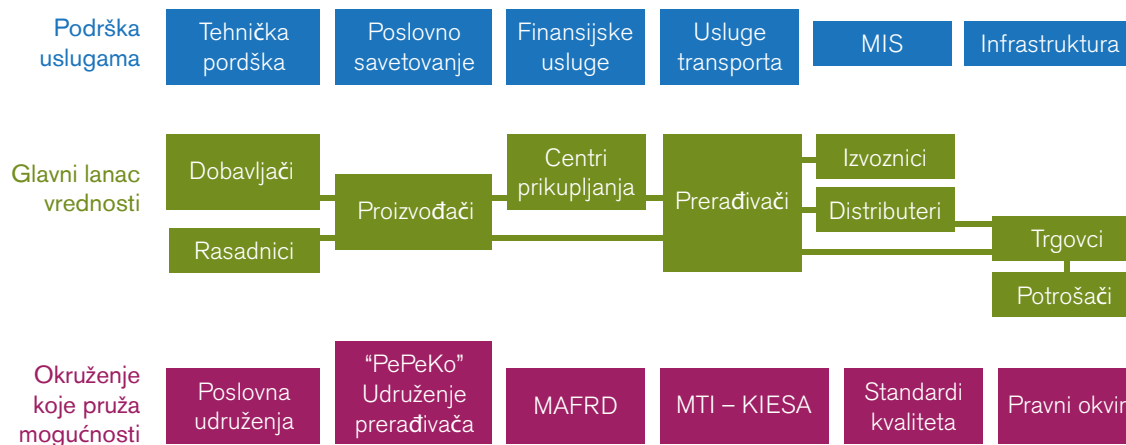 Podrška
uslugama
Tehnička
pordška
Poslovno
savetovanje
Finansijske
usluge
Usluge
transporta
MIS
Infrastruktura
Glavni lanac
vrednosti
Dobavljači
Rasadnici
Proizvođači
Centri
prikupljanja
Prerađivači
Izvoznici
Distributeri
Trgovci
Potrošači
Okruženje
koje pruža
mogućnosti
Poslovna
udruženja
“PePeKo”
Udruženje
prerađivača
MAFRD
MTI – KIESA
Standardi
kvaliteta
Pravni okvir